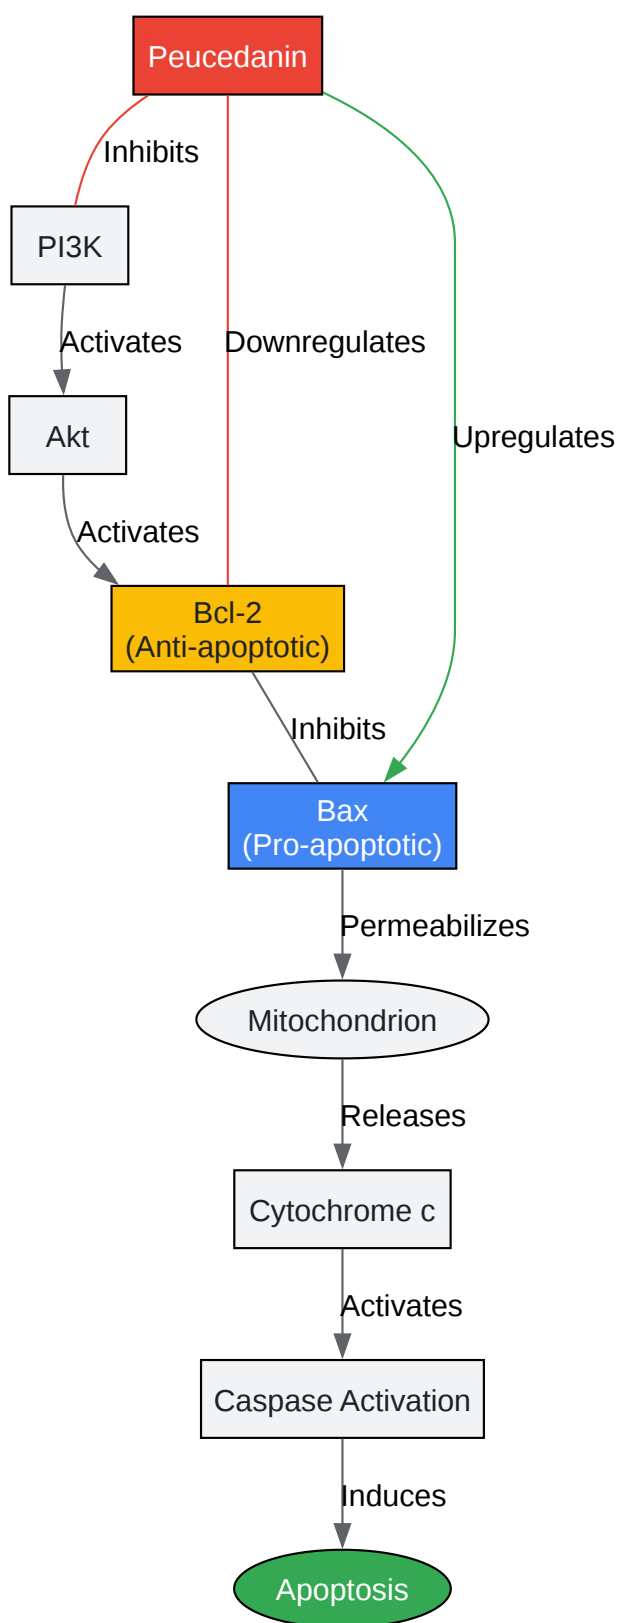 Peucedanin
Inhibits
PI3K
Activates
Downregulates
Akt
Upregulates
Activates
Bcl-2
(Anti-apoptotic)
Inhibits
Bax
(Pro-apoptotic)
Permeabilizes
Mitochondrion
Releases
Cytochrome c
Activates
Caspase Activation
Induces
Apoptosis